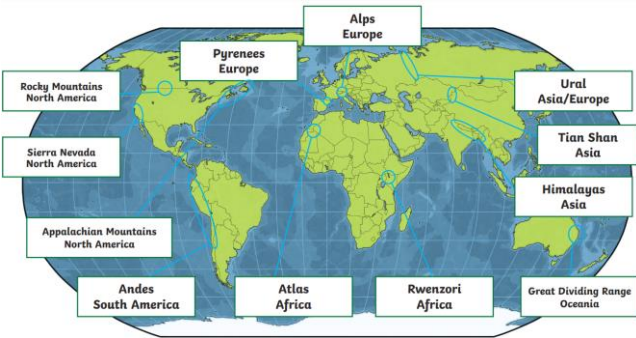 Alps
Europe
Pyrenees
Europe
Rocky Mountains
North America
Ural
Asia/Europe
Sierra Nevada
North America
Tian Shan
Asia
Himalayas
Asia
Appalachian Mountains
North America
Andes
South America
Atlas
Africa
Rwenzori
Africa
Great Dividing Range
Oceania